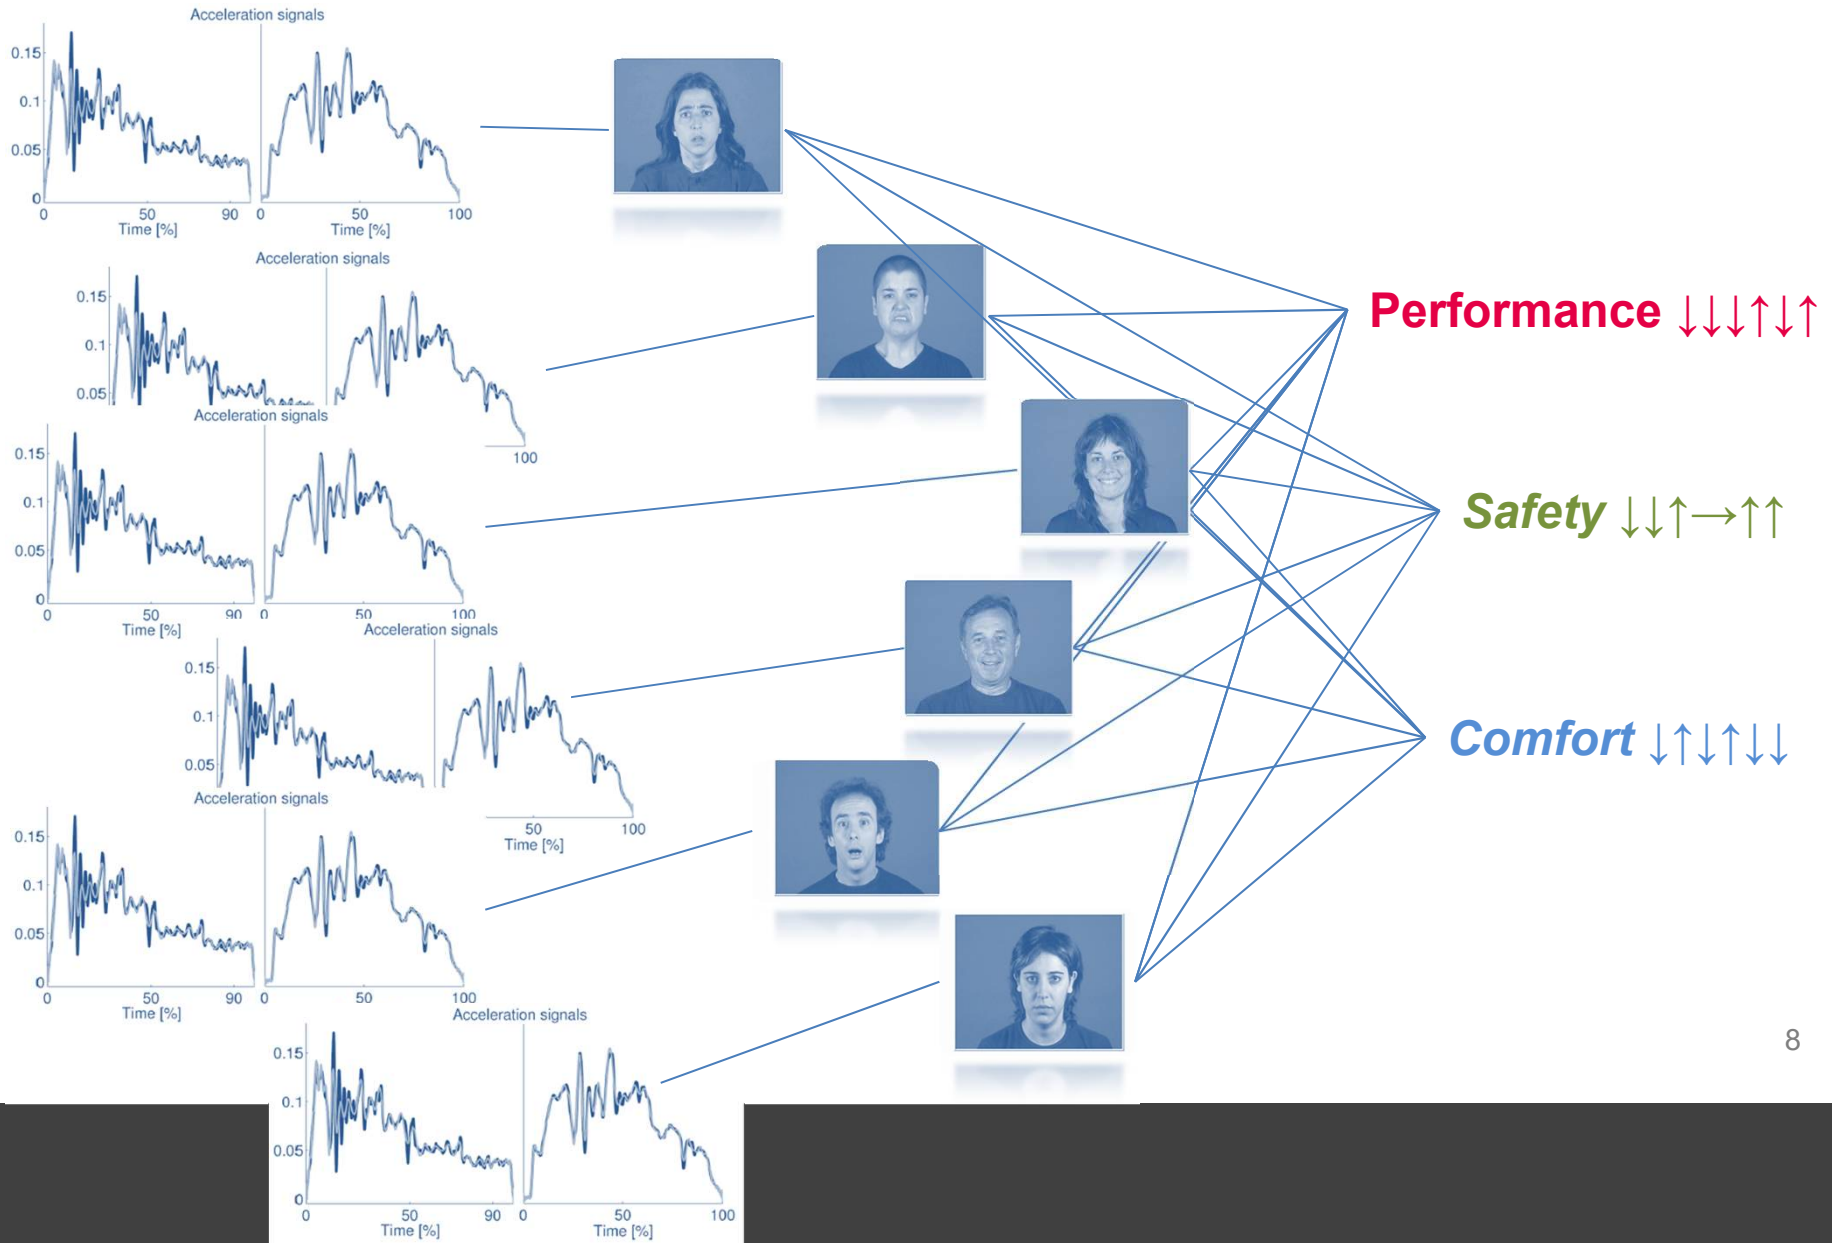 Acceleration signals
0.15
0.1
0.05
0
0 50 90 0 50 100
Time [%] Time [%]
Acceleration signals
0.15
0.1
0.05
100
Acceleration signals
0.15
0.1
0.05
0
0 50 90 0 50 100
Time [%]
Acceleration signals
0.15
0.1
0.05
50 100
Time [%]
Acceleration signals
0.15
0.1
0.05
0
0 50 90 0 50 100
Time [%]
Acceleration signals
0.15
0.1
0.05
0
0 50 90 0 50 100
Time [%] Time [%]
Performance ↓↓↓↑↓↑
Safety ↓↓↑→↑↑
Comfort ↓↑↓↑↓↓
8